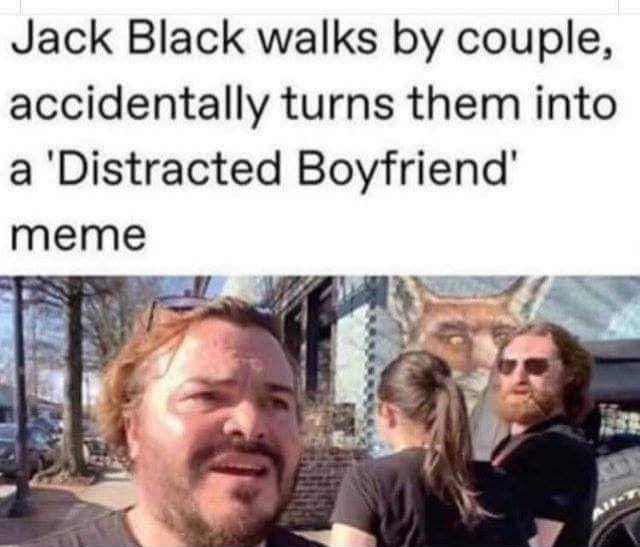 Jack Black walks by couple,
accidentally turns them into
a 'Distracted Boyfriend'
meme